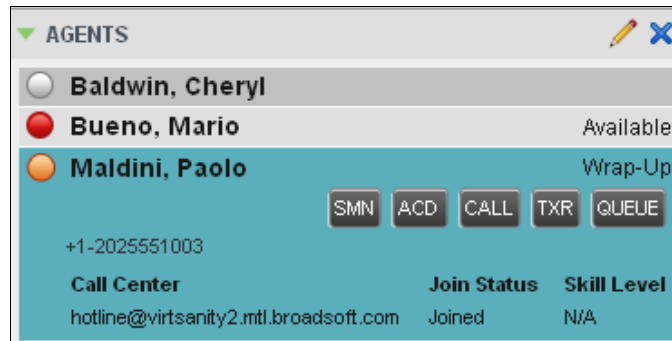 AGENTS
Baldwin, Cheryl
Bueno, Mario Available
Maldini, Paolo Wrap-Up
SMN ACD CALL TXR QUEUE
+1-2025551003
Call Center Join Status Skill Level
hotline@virtsanity2.mtl.broadsoft.com Joined N/A